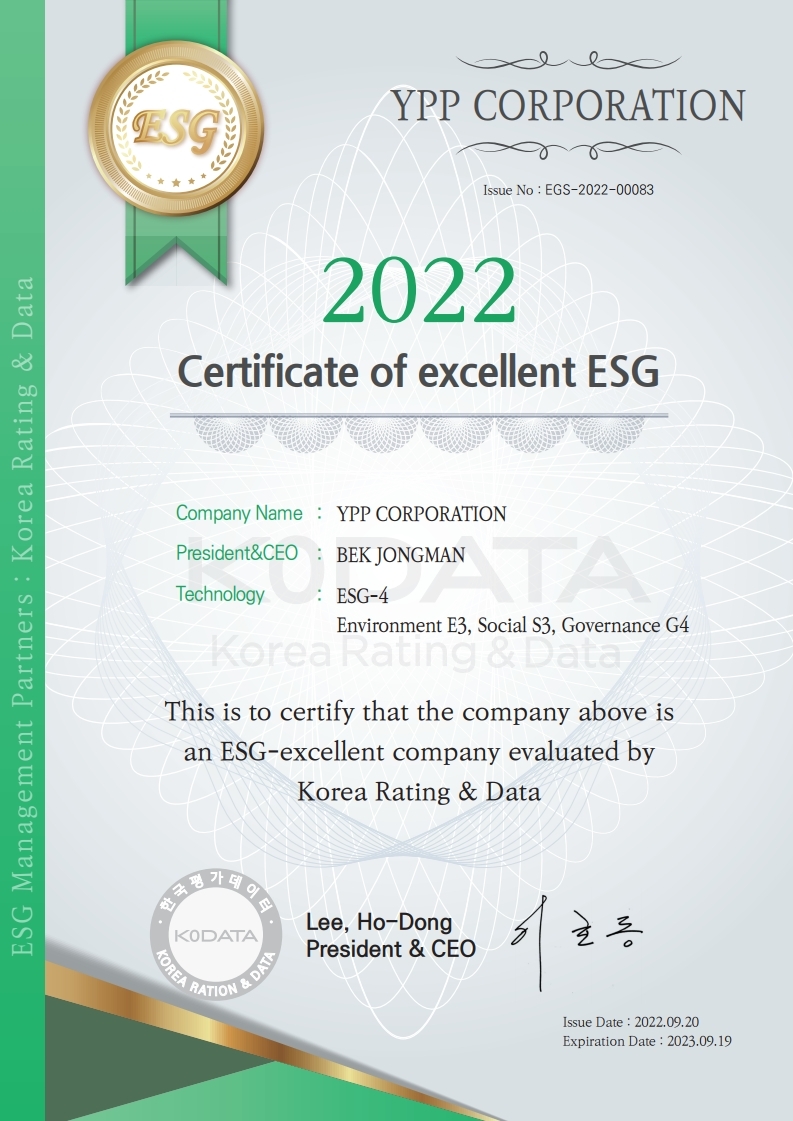 ESG
YPP CORPORATION
Issue No : EGS-2022-00083
2022
Certificate of excellent ESG
Company Name : YPP CORPORATION
President&CEO : BEK JONGMAN
Technology : ESG-4
Environment E3, Social S3, Governance G4
KODATA
Korea Rating & Data
This is to certify that the company above is
an ESG-excellent company evaluated by
Korea Rating & Data
한국평가데이터
KODATA
KOREA RATION & DATA
Lee, Ho-Dong
President & CEO
이호동
Issue Date : 2022.09.20
Expiration Date : 2023.09.19
ESG Management Partners : Korea Rating & Data